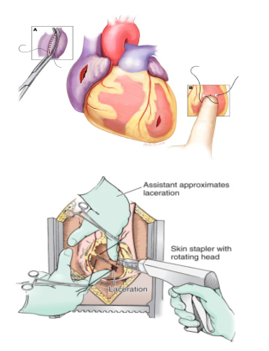 A
B
Assistant approximates
laceration
Skin stapler with
rotating head
Laceration